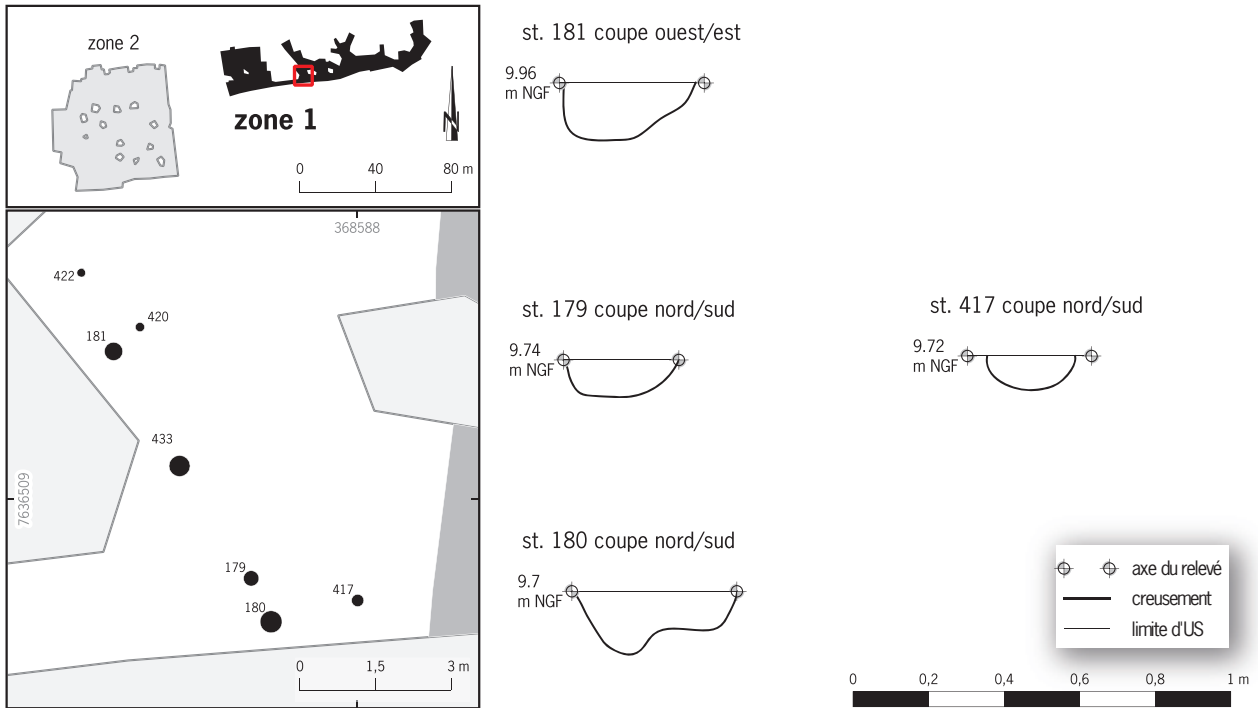 zone 2
zone 1
N
0 40 80 m
368588
7636509
422
420
181
433
179
180
417
0 1,5 3 m
st. 181 coupe ouest/est
9.96
m NGF
st. 179 coupe nord/sud
9.74
m NGF
st. 417 coupe nord/sud
9.72
m NGF
st. 180 coupe nord/sud
9.7
m NGF
axe du relevé
creusement
limite d'US
0 0,2 0,4 0,6 0,8 1 m